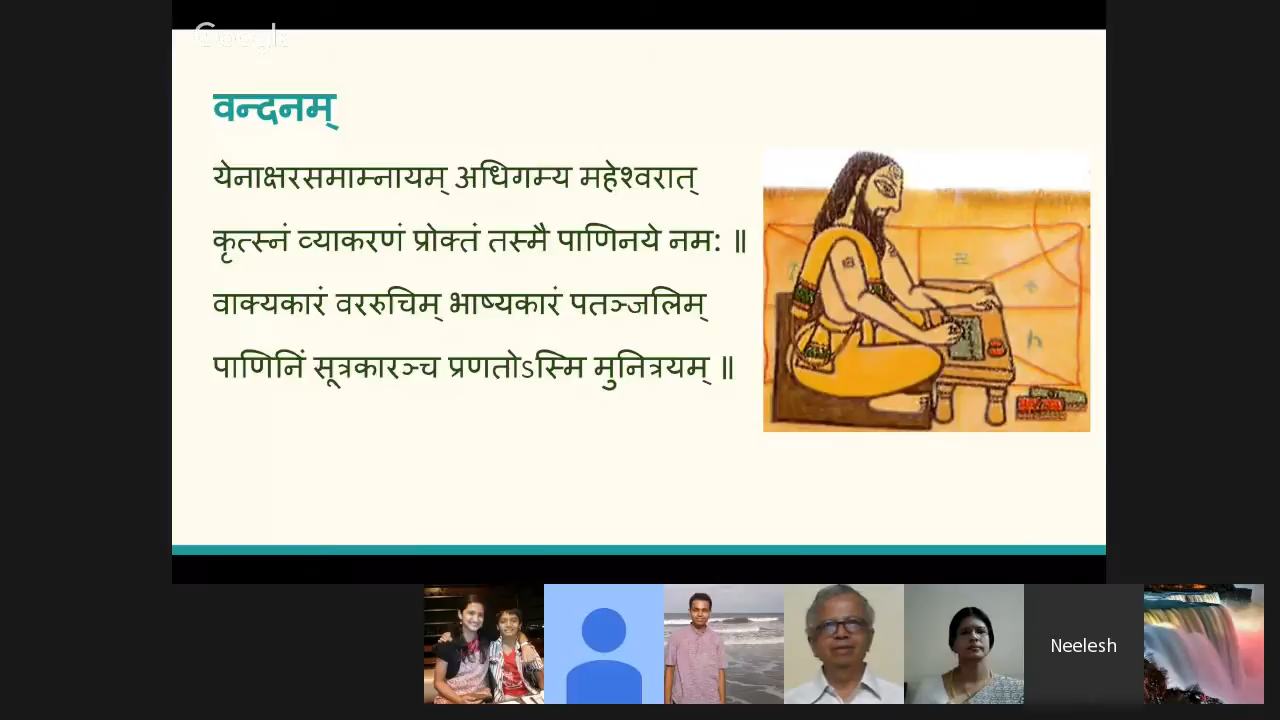 Google
वन्दनम्
येनाक्षरसमाम्नायम् अधिगम्य महेश्वरात्
कृत्स्नं व्याकरणं प्रोक्तं तस्मै पाणिनये नम: ॥
वाक्यकारं वररुचिम् भाष्यकारं पतञ्जलिम्
पाणिनिं सूत्रकारञ्च प्रणतोऽस्मि मुनित्रयम् ॥
Neelesh